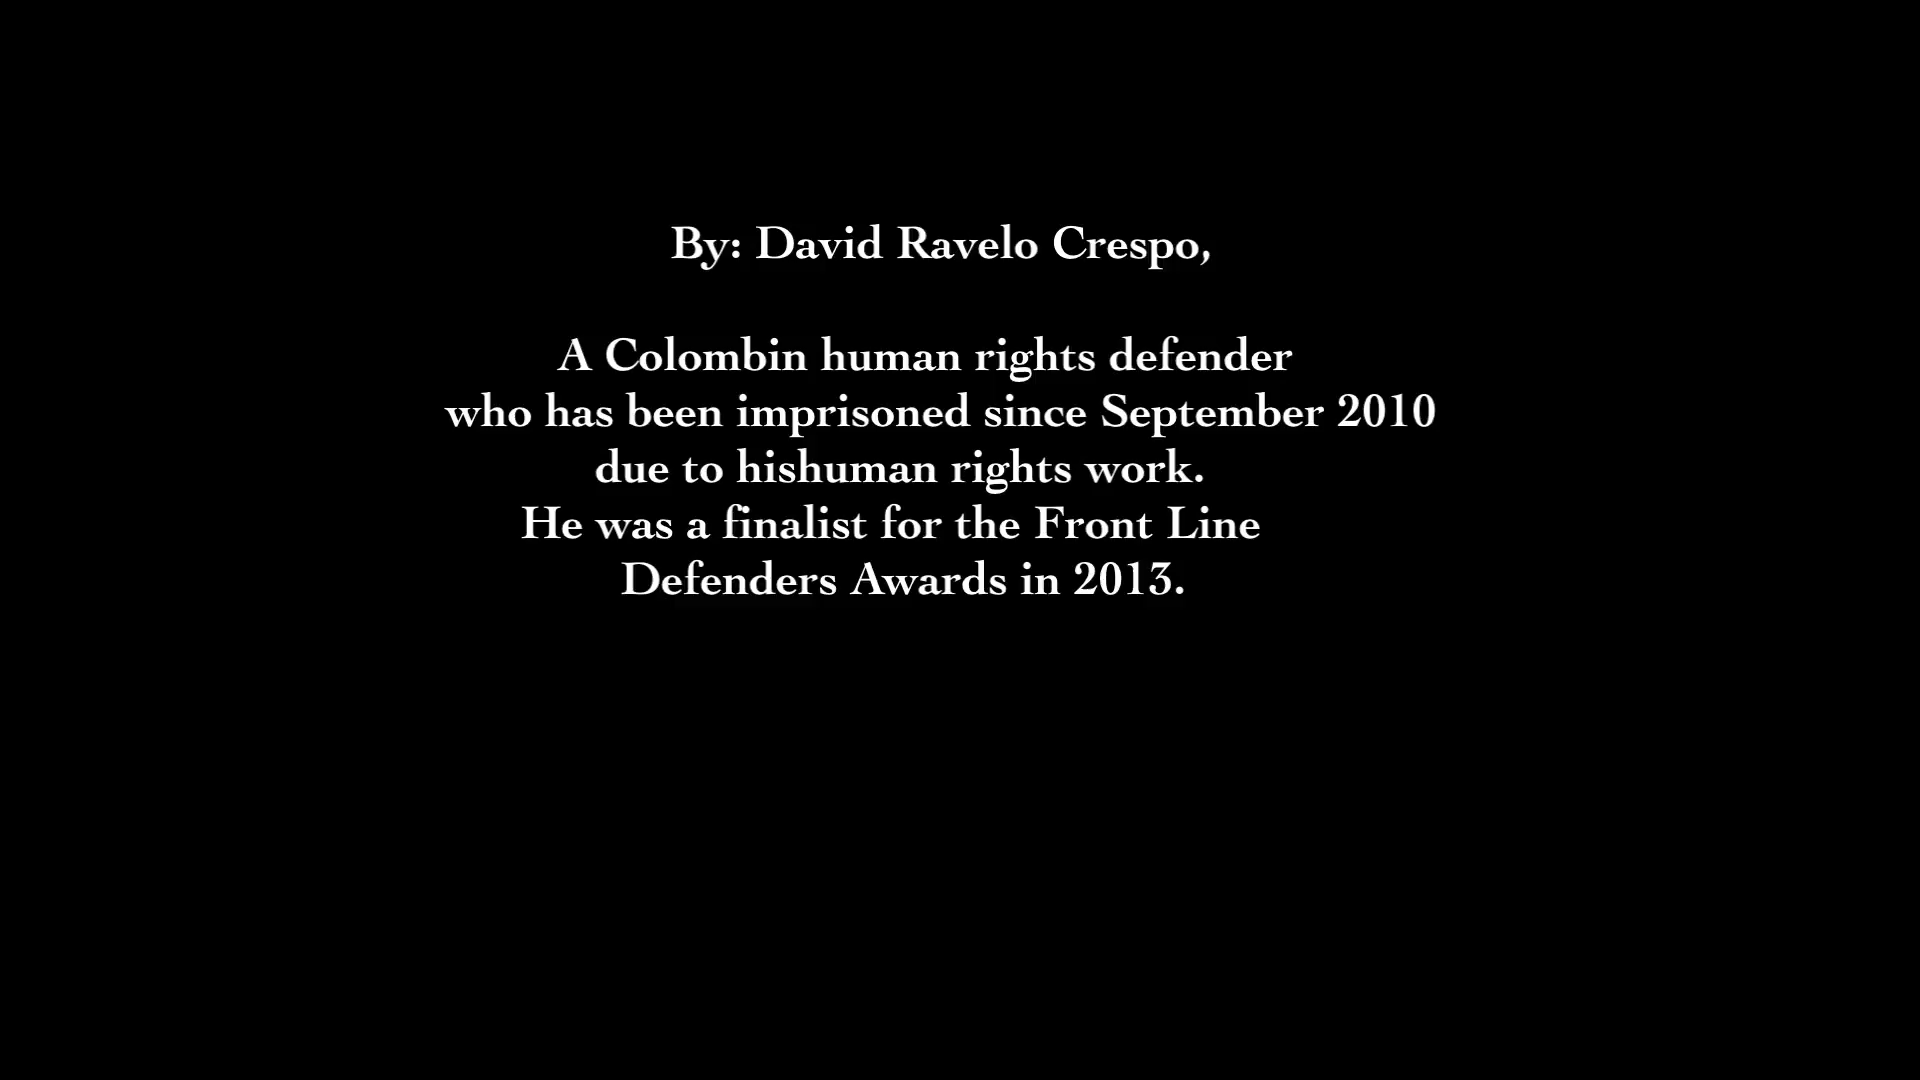 By: David Ravelo Crespo,
A Colombin human rights defender
who has been imprisoned since September 2010
due to hishuman rights work.
He was a finalist for the Front Line
Defenders Awards in 2013.